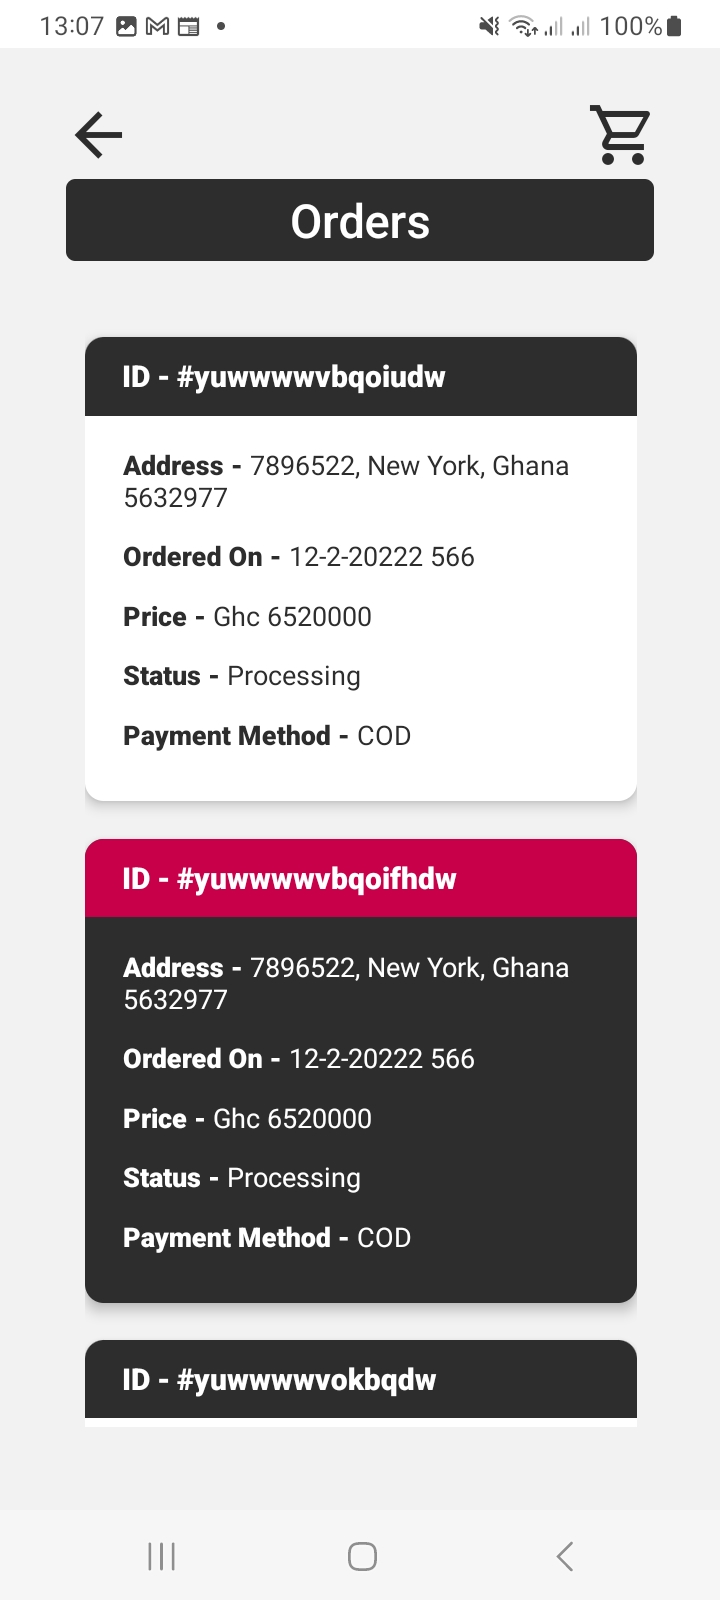 13:07
100%
Orders
ID - #yuwwwwvbqoiudw
Address - 7896522, New York, Ghana
5632977
Ordered On - 12-2-20222 566
Price - Ghc 6520000
Status - Processing
Payment Method - COD
ID - #yuwwwwvbqoifhdw
Address - 7896522, New York, Ghana
5632977
Ordered On - 12-2-20222 566
Price - Ghc 6520000
Status - Processing
Payment Method - COD
ID - #yuwwwwvokbqdw